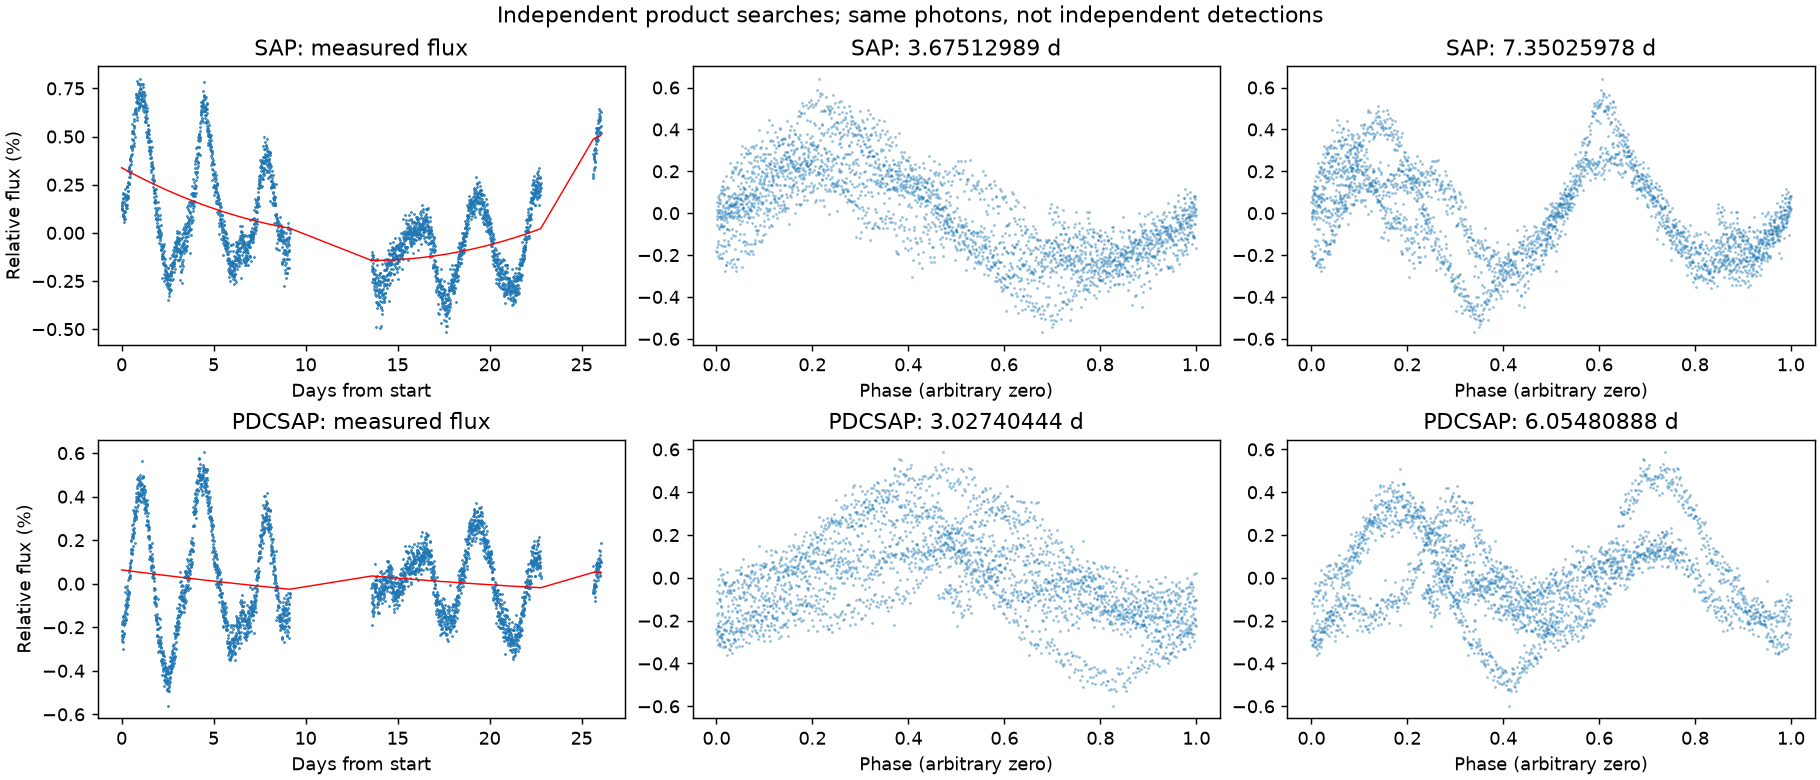 Independent product searches; same photons, not independent detections
SAP: measured flux
SAP: 3.67512989 d
SAP: 7.35025978 d
Relative flux (%)
0.75
0.50
0.25
0.00
−0.25
−0.50
0 5 10 15 20 25
Days from start
0.6
0.4
0.2
0.0
−0.2
−0.4
−0.6
0.0 0.2 0.4 0.6 0.8 1.0
Phase (arbitrary zero)
0.6
0.4
0.2
0.0
−0.2
−0.4
−0.6
0.0 0.2 0.4 0.6 0.8 1.0
Phase (arbitrary zero)
PDCSAP: measured flux
PDCSAP: 3.02740444 d
PDCSAP: 6.05480888 d
Relative flux (%)
0.6
0.4
0.2
0.0
−0.2
−0.4
−0.6
0 5 10 15 20 25
Days from start
0.6
0.4
0.2
0.0
−0.2
−0.4
−0.6
0.0 0.2 0.4 0.6 0.8 1.0
Phase (arbitrary zero)
0.6
0.4
0.2
0.0
−0.2
−0.4
−0.6
0.0 0.2 0.4 0.6 0.8 1.0
Phase (arbitrary zero)